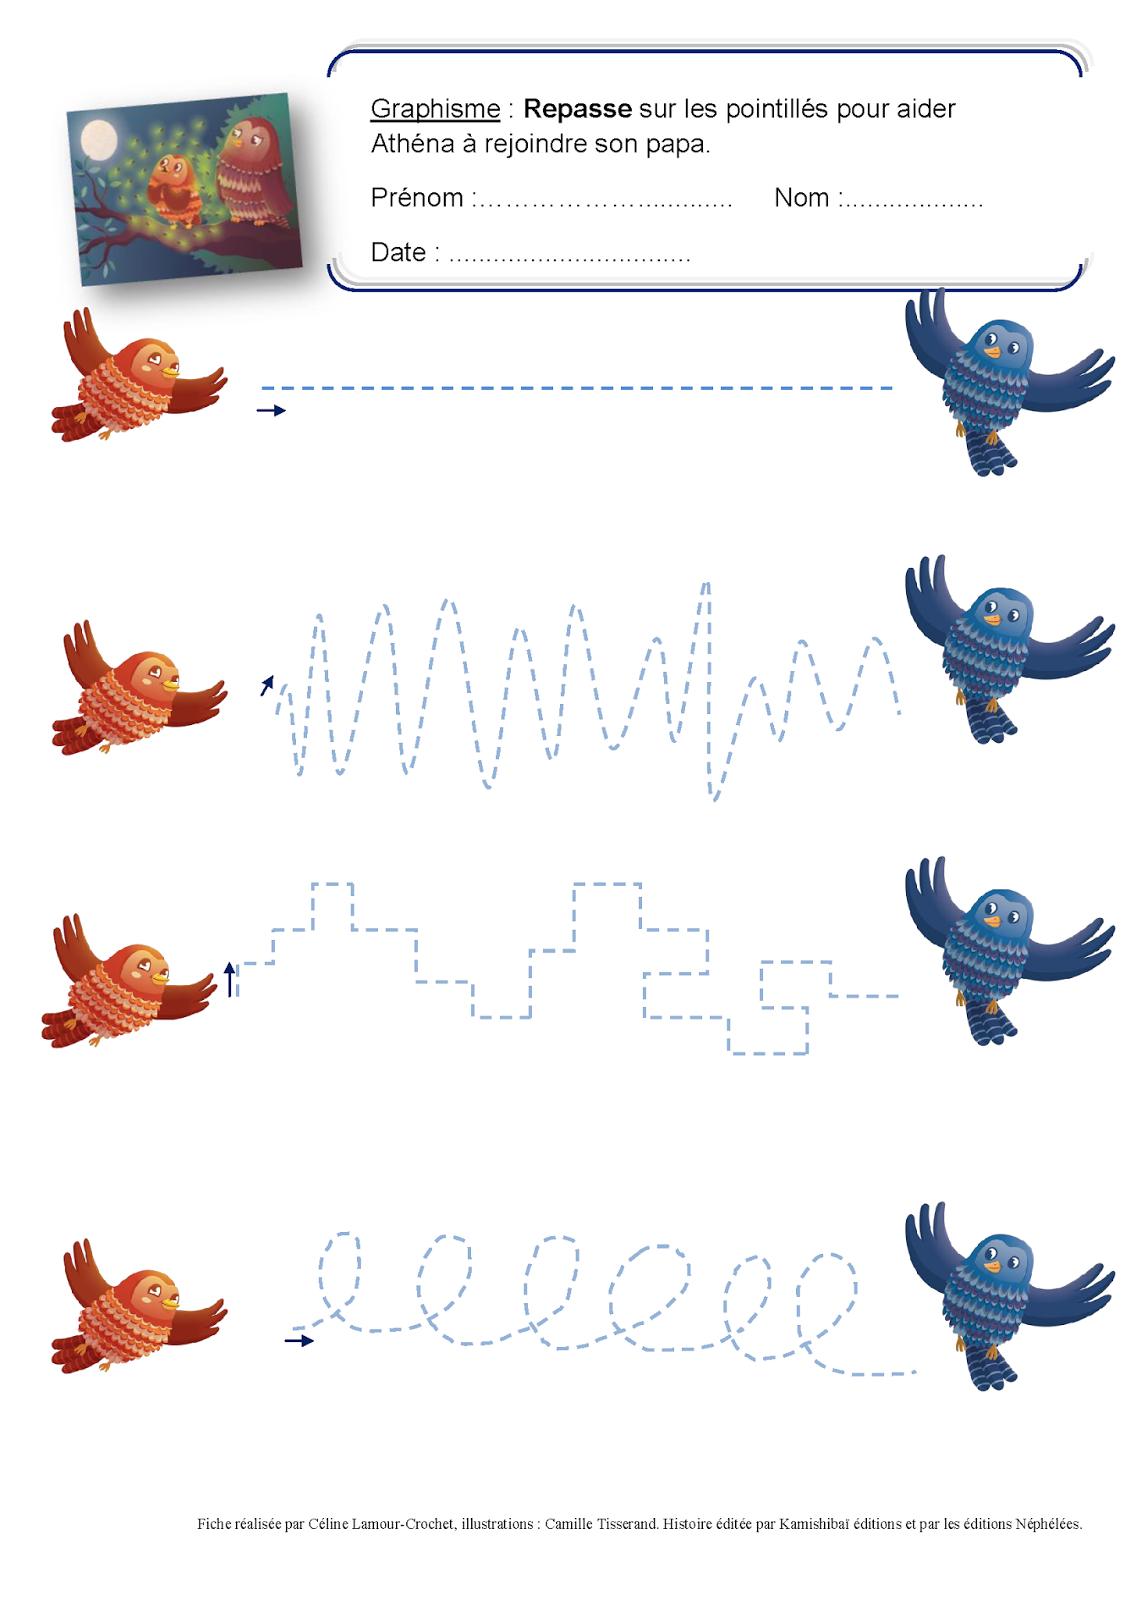 Graphisme : Repasse sur les pointillés pour aider
Athéna à rejoindre son papa.
Prénom :……………….............. Nom :...................
Date : .................................
Fiche réalisée par Céline Lamour-Crochet, illustrations : Camille Tisserand. Histoire éditée par Kamishibaï éditions et par les éditions Néphélées.